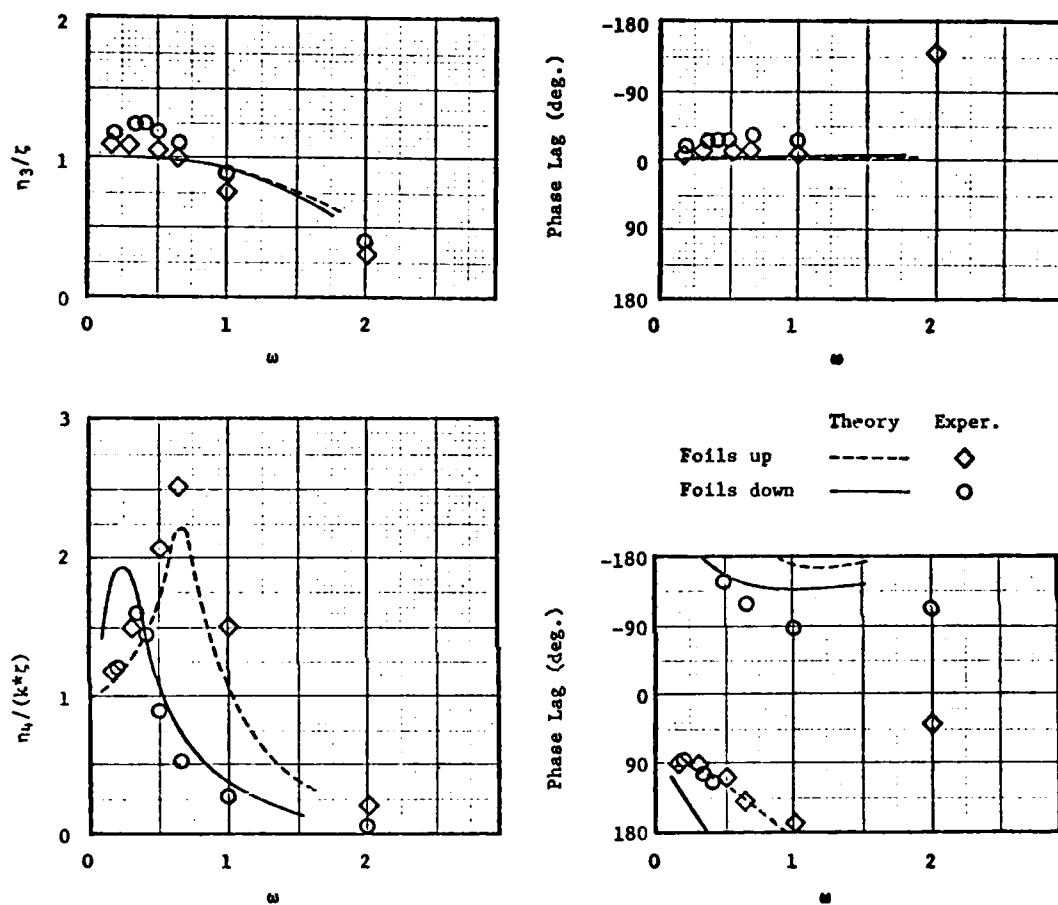 2
1
0
η₃/ζ
0 1 2
ω
-180
-90
0
90
180
Phase Lag (deg.)
0 1 2
ω
Theory Exper.
Foils up
Foils down
3
2
1
0
η₄/(k*ζ)
0 1 2
ω
-180
-90
0
90
180
Phase Lag (deg.)
0 1 2
ω